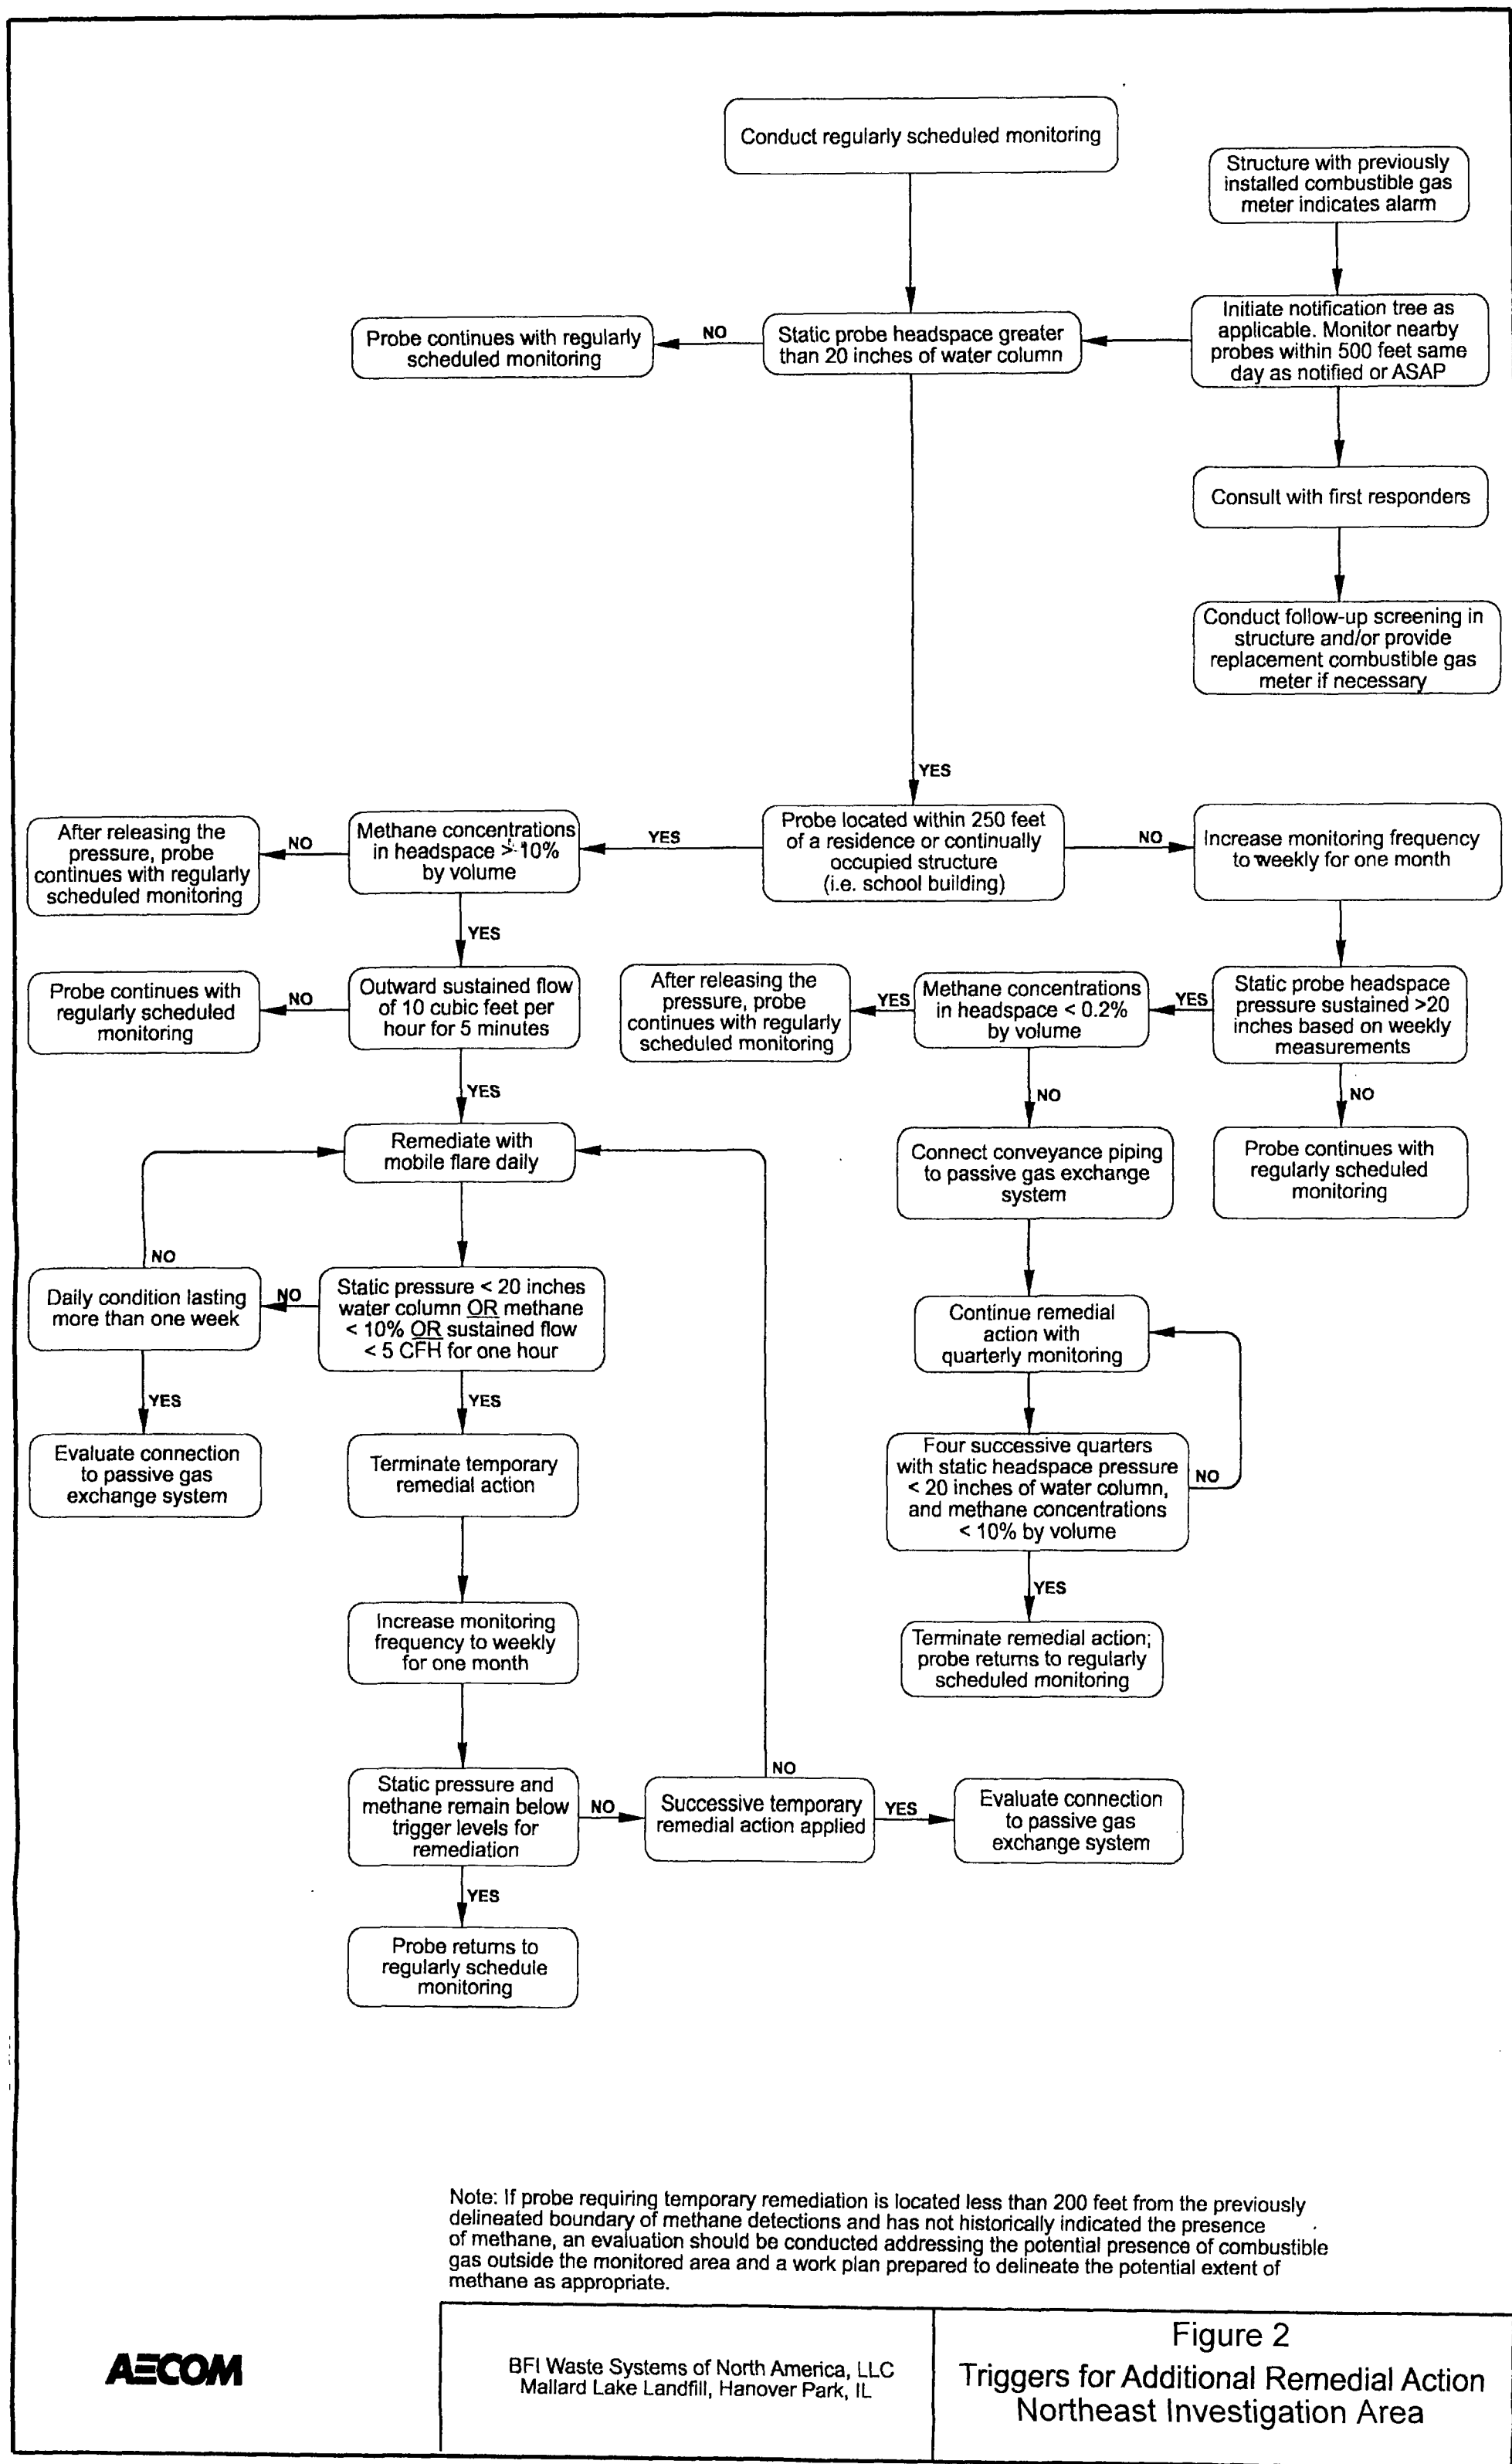 Conduct regularly scheduled monitoring
Structure with previously
installed combustible gas
meter indicates alarm
Initiate notification tree as
applicable. Monitor nearby
probes within 500 feet same
day as notified or ASAP
Static probe headspace greater
than 20 inches of water column
NO
Probe continues with regularly
scheduled monitoring
Consult with first responders
Conduct follow-up screening in
structure and/or provide
replacement combustible gas
meter if necessary
YES
Probe located within 250 feet
of a residence or continually
occupied structure
(i.e. school building)
YES
Methane concentrations
in headspace > 10%
by volume
NO
After releasing the
pressure, probe
continues with regularly
scheduled monitoring
NO
Increase monitoring frequency
to weekly for one month
YES
Outward sustained flow
of 10 cubic feet per
hour for 5 minutes
NO
Probe continues with
regularly scheduled
monitoring
Static probe headspace
pressure sustained >20
inches based on weekly
measurements
YES
Methane concentrations
in headspace < 0.2%
by volume
YES
After releasing the
pressure, probe
continues with regularly
scheduled monitoring
YES
NO
NO
Remediate with
mobile flare daily
Connect conveyance piping
to passive gas exchange
system
Probe continues with
regularly scheduled
monitoring
NO
Daily condition lasting
more than one week
NO
Static pressure < 20 inches
water column OR methane
< 10% OR sustained flow
< 5 CFH for one hour
Continue remedial
action with
quarterly monitoring
YES
YES
Evaluate connection
to passive gas
exchange system
Terminate temporary
remedial action
Four successive quarters
with static headspace pressure
< 20 inches of water column,
and methane concentrations
< 10% by volume
NO
YES
Increase monitoring
frequency to weekly
for one month
Terminate remedial action;
probe returns to regularly
scheduled monitoring
NO
Static pressure and
methane remain below
trigger levels for
remediation
NO
Successive temporary
remedial action applied
YES
Evaluate connection
to passive gas
exchange system
YES
Probe returns to
regularly schedule
monitoring
Note: If probe requiring temporary remediation is located less than 200 feet from the previously
delineated boundary of methane detections and has not historically indicated the presence
of methane, an evaluation should be conducted addressing the potential presence of combustible
gas outside the monitored area and a work plan prepared to delineate the potential extent of
methane as appropriate.
AECOM
BFI Waste Systems of North America, LLC
Mallard Lake Landfill, Hanover Park, IL
Figure 2
Triggers for Additional Remedial Action
Northeast Investigation Area